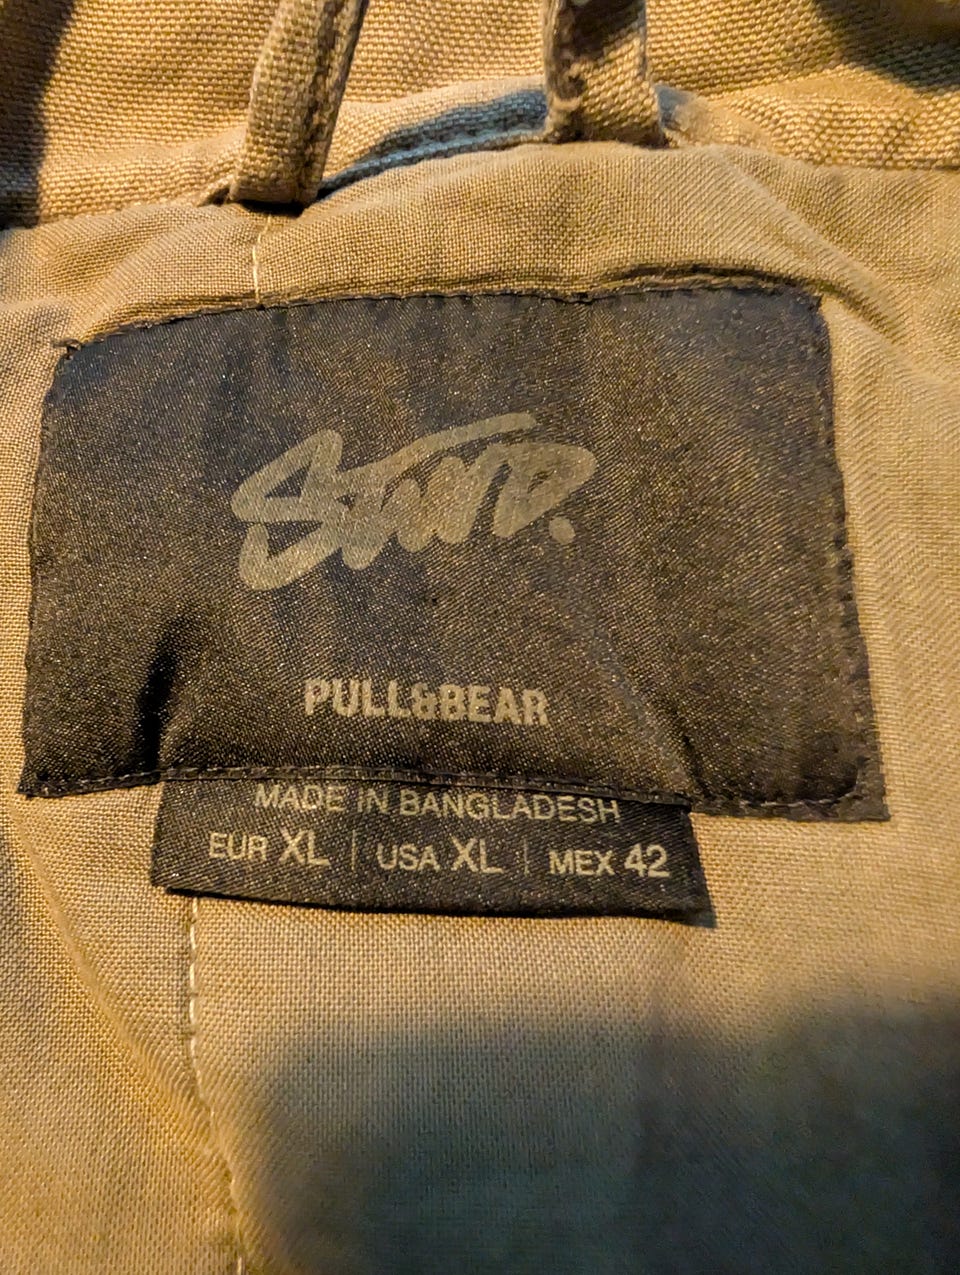 STWD.
PULL&BEAR
MADE IN BANGLADESH
EUR XL | USA XL | MEX 42